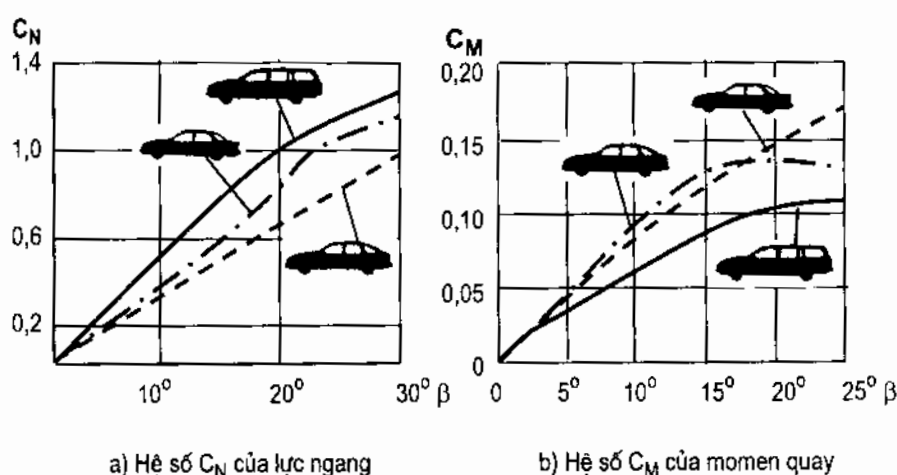 C_N
1,4
1,0
0,6
0,2
10° 20° 30° β
C_M
0,20
0,15
0,10
0,05
0
0 5° 10° 15° 20° 25° β
a) Hệ số C_N của lực ngang
b) Hệ số C_M của momen quay